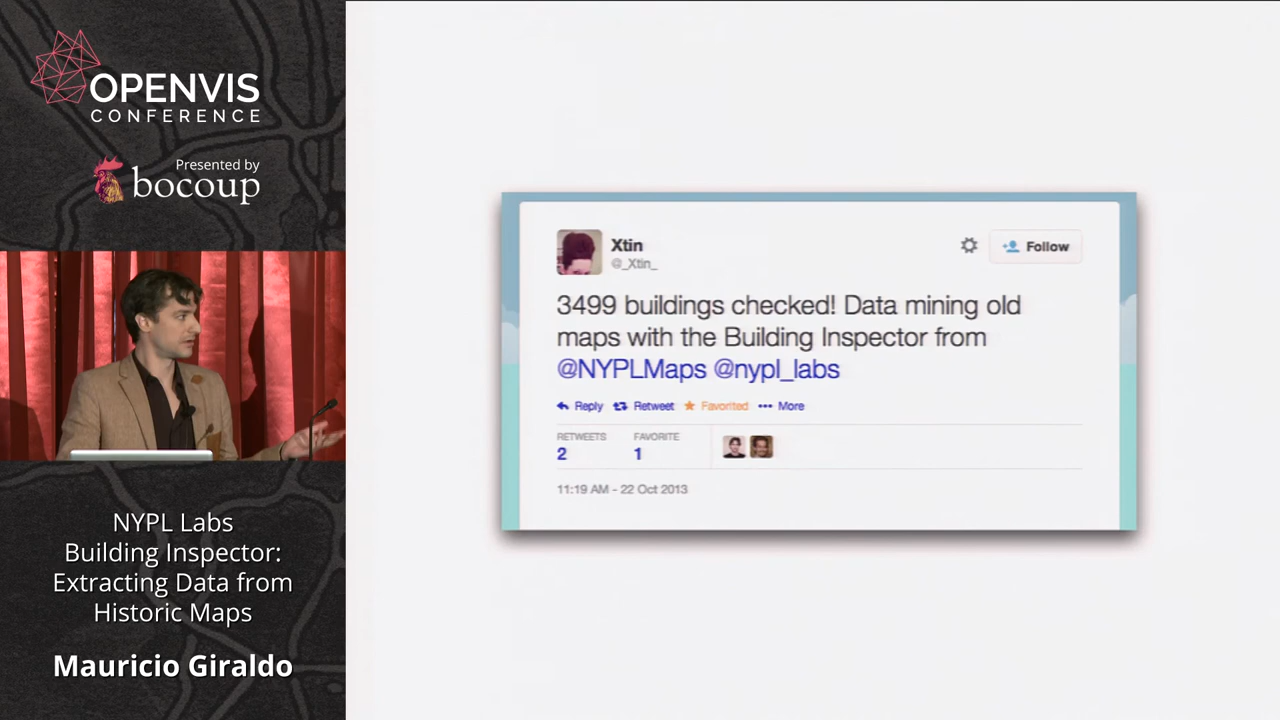 OPENVIS
CONFERENCE
Presented by
bocoup
NYPL Labs
Building Inspector:
Extracting Data from
Historic Maps
Mauricio Giraldo
Xtin
@_Xtin_
Follow
3499 buildings checked! Data mining old
maps with the Building Inspector from
@NYPLMaps @nypl_labs
Reply Retweet Favorited More
RETWEETS FAVORITE
2 1
11:19 AM - 22 Oct 2013